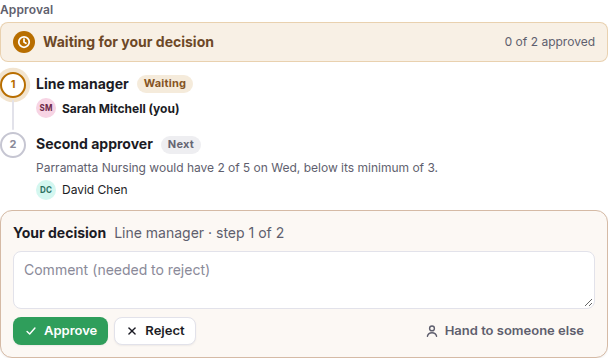 Approval
Waiting for your decision 0 of 2 approved
1 Line manager Waiting
SM Sarah Mitchell (you)
2 Second approver Next
Parramatta Nursing would have 2 of 5 on Wed, below its minimum of 3.
DC David Chen
Your decision Line manager · step 1 of 2
Comment (needed to reject)
Approve Reject Hand to someone else